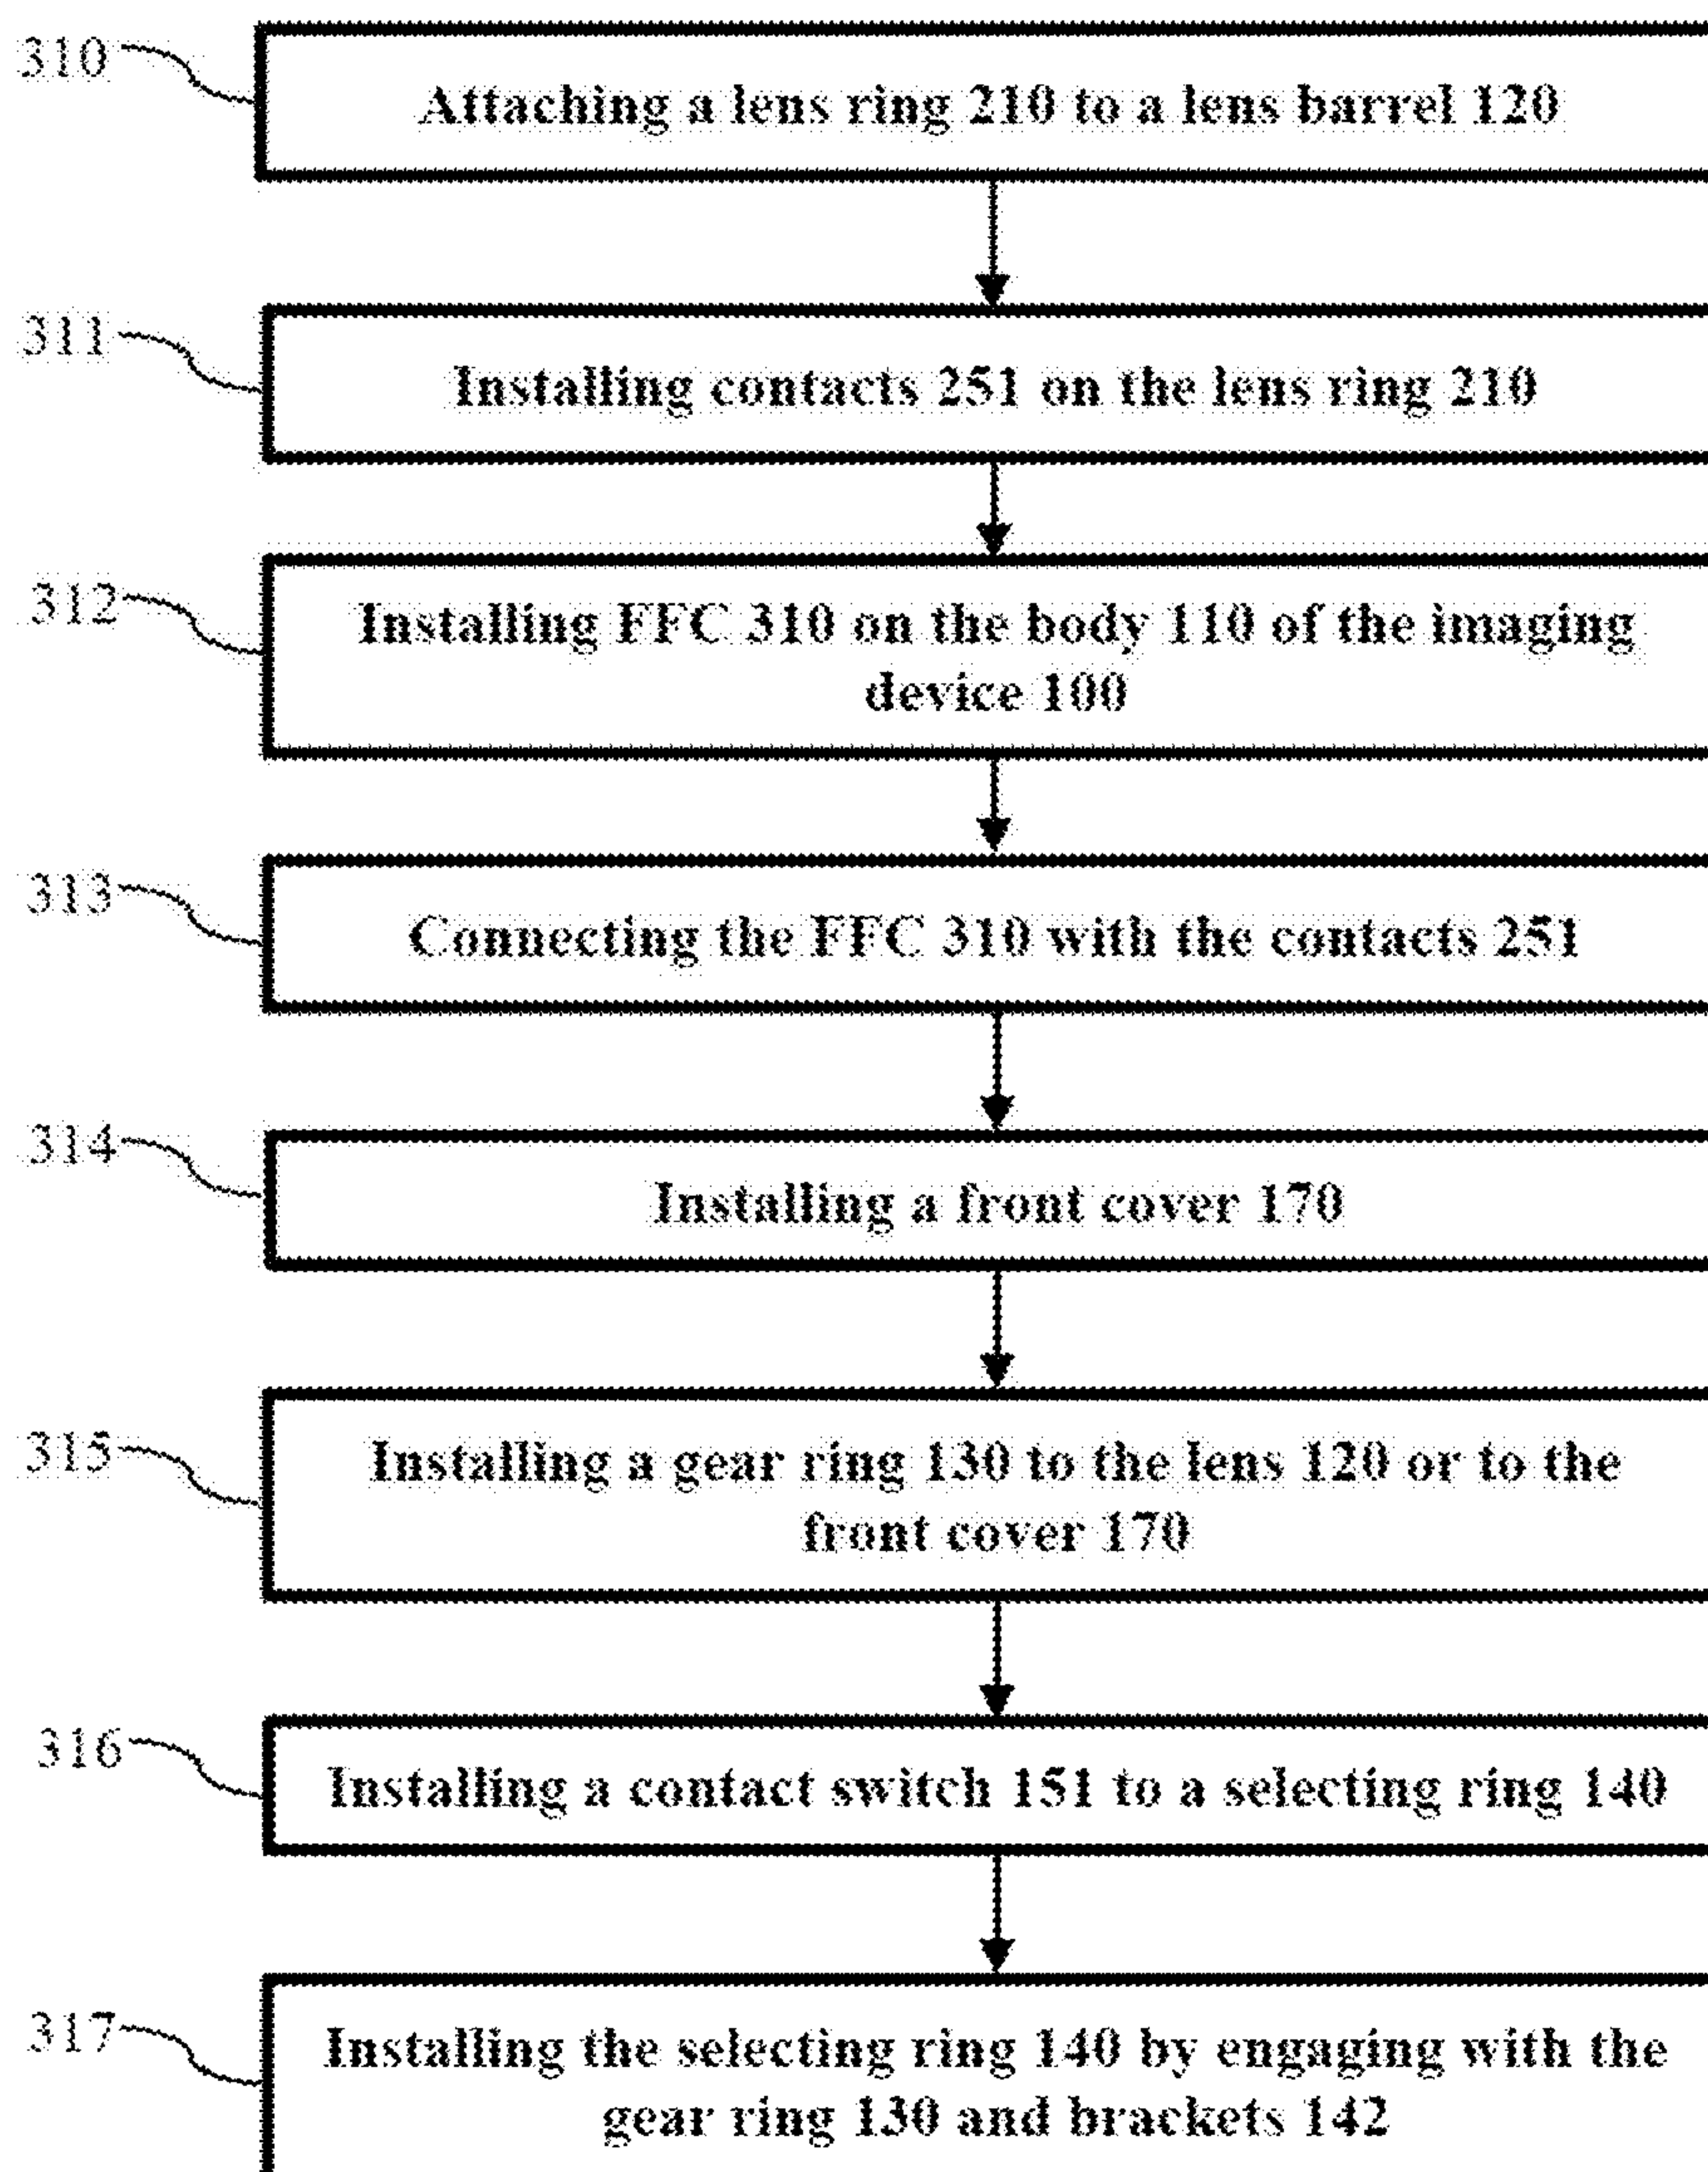 310
Attaching a lens ring 210 to a lens barrel 120
311
Installing contacts 251 on the lens ring 210
312
Installing FFC 310 on the body 110 of the imaging
device 100
313
Connecting the FFC 310 with the contacts 251
314
Installing a front cover 170
315
Installing a gear ring 130 to the lens 120 or to the
front cover 170
316
Installing a contact switch 151 to a selecting ring 140
317
Installing the selecting ring 140 by engaging with the
gear ring 130 and brackets 142